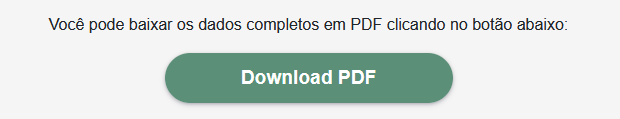 Você pode baixar os dados completos em PDF clicando no botão abaixo:
Download PDF